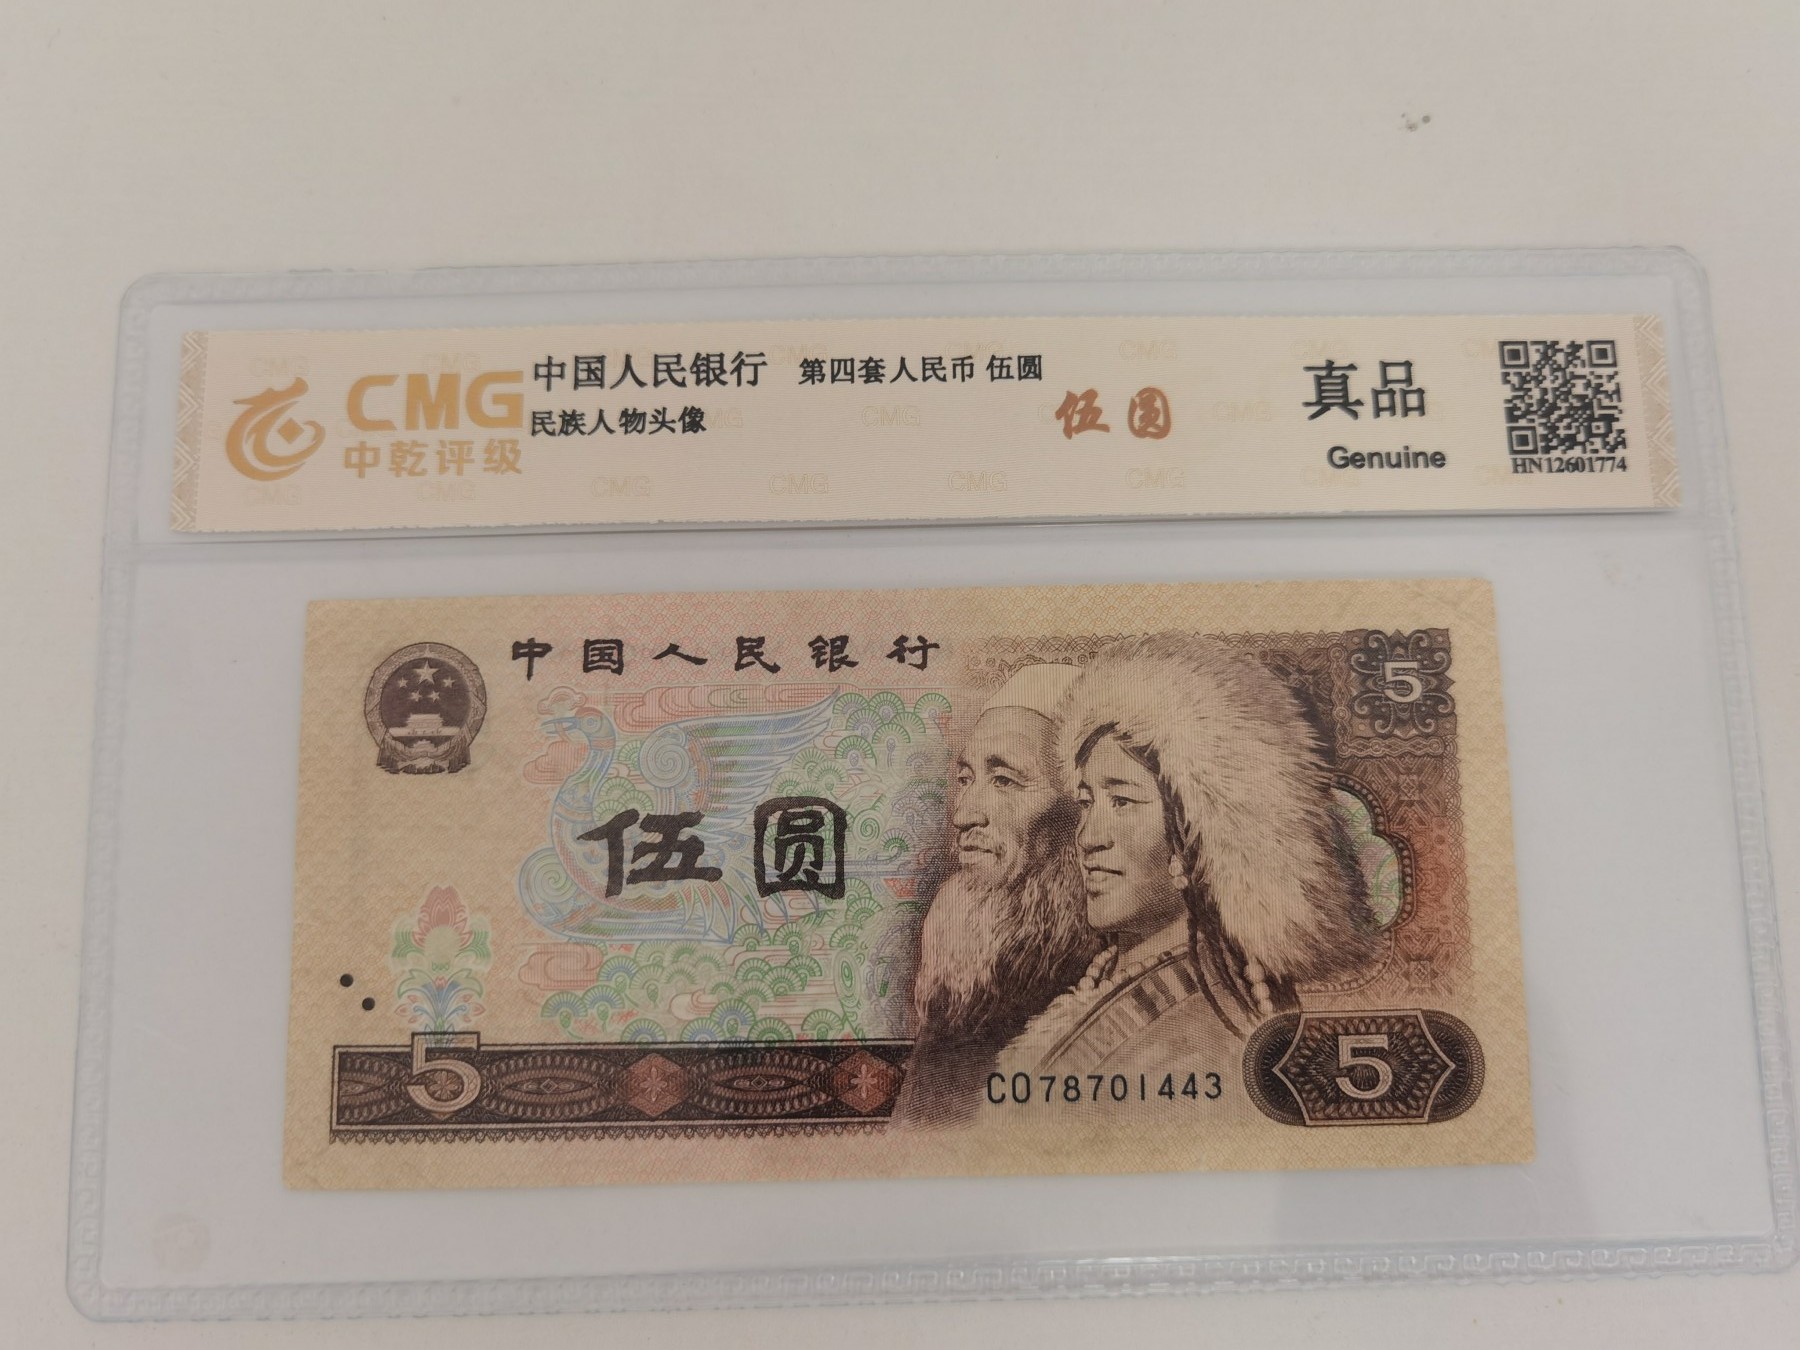 CMG
中乾评级
中国人民银行 第四套人民币 伍圆
民族人物头像
伍圆
真品
Genuine
HN12601774
中国人民银行
5
伍圆
5
CO78701443
5